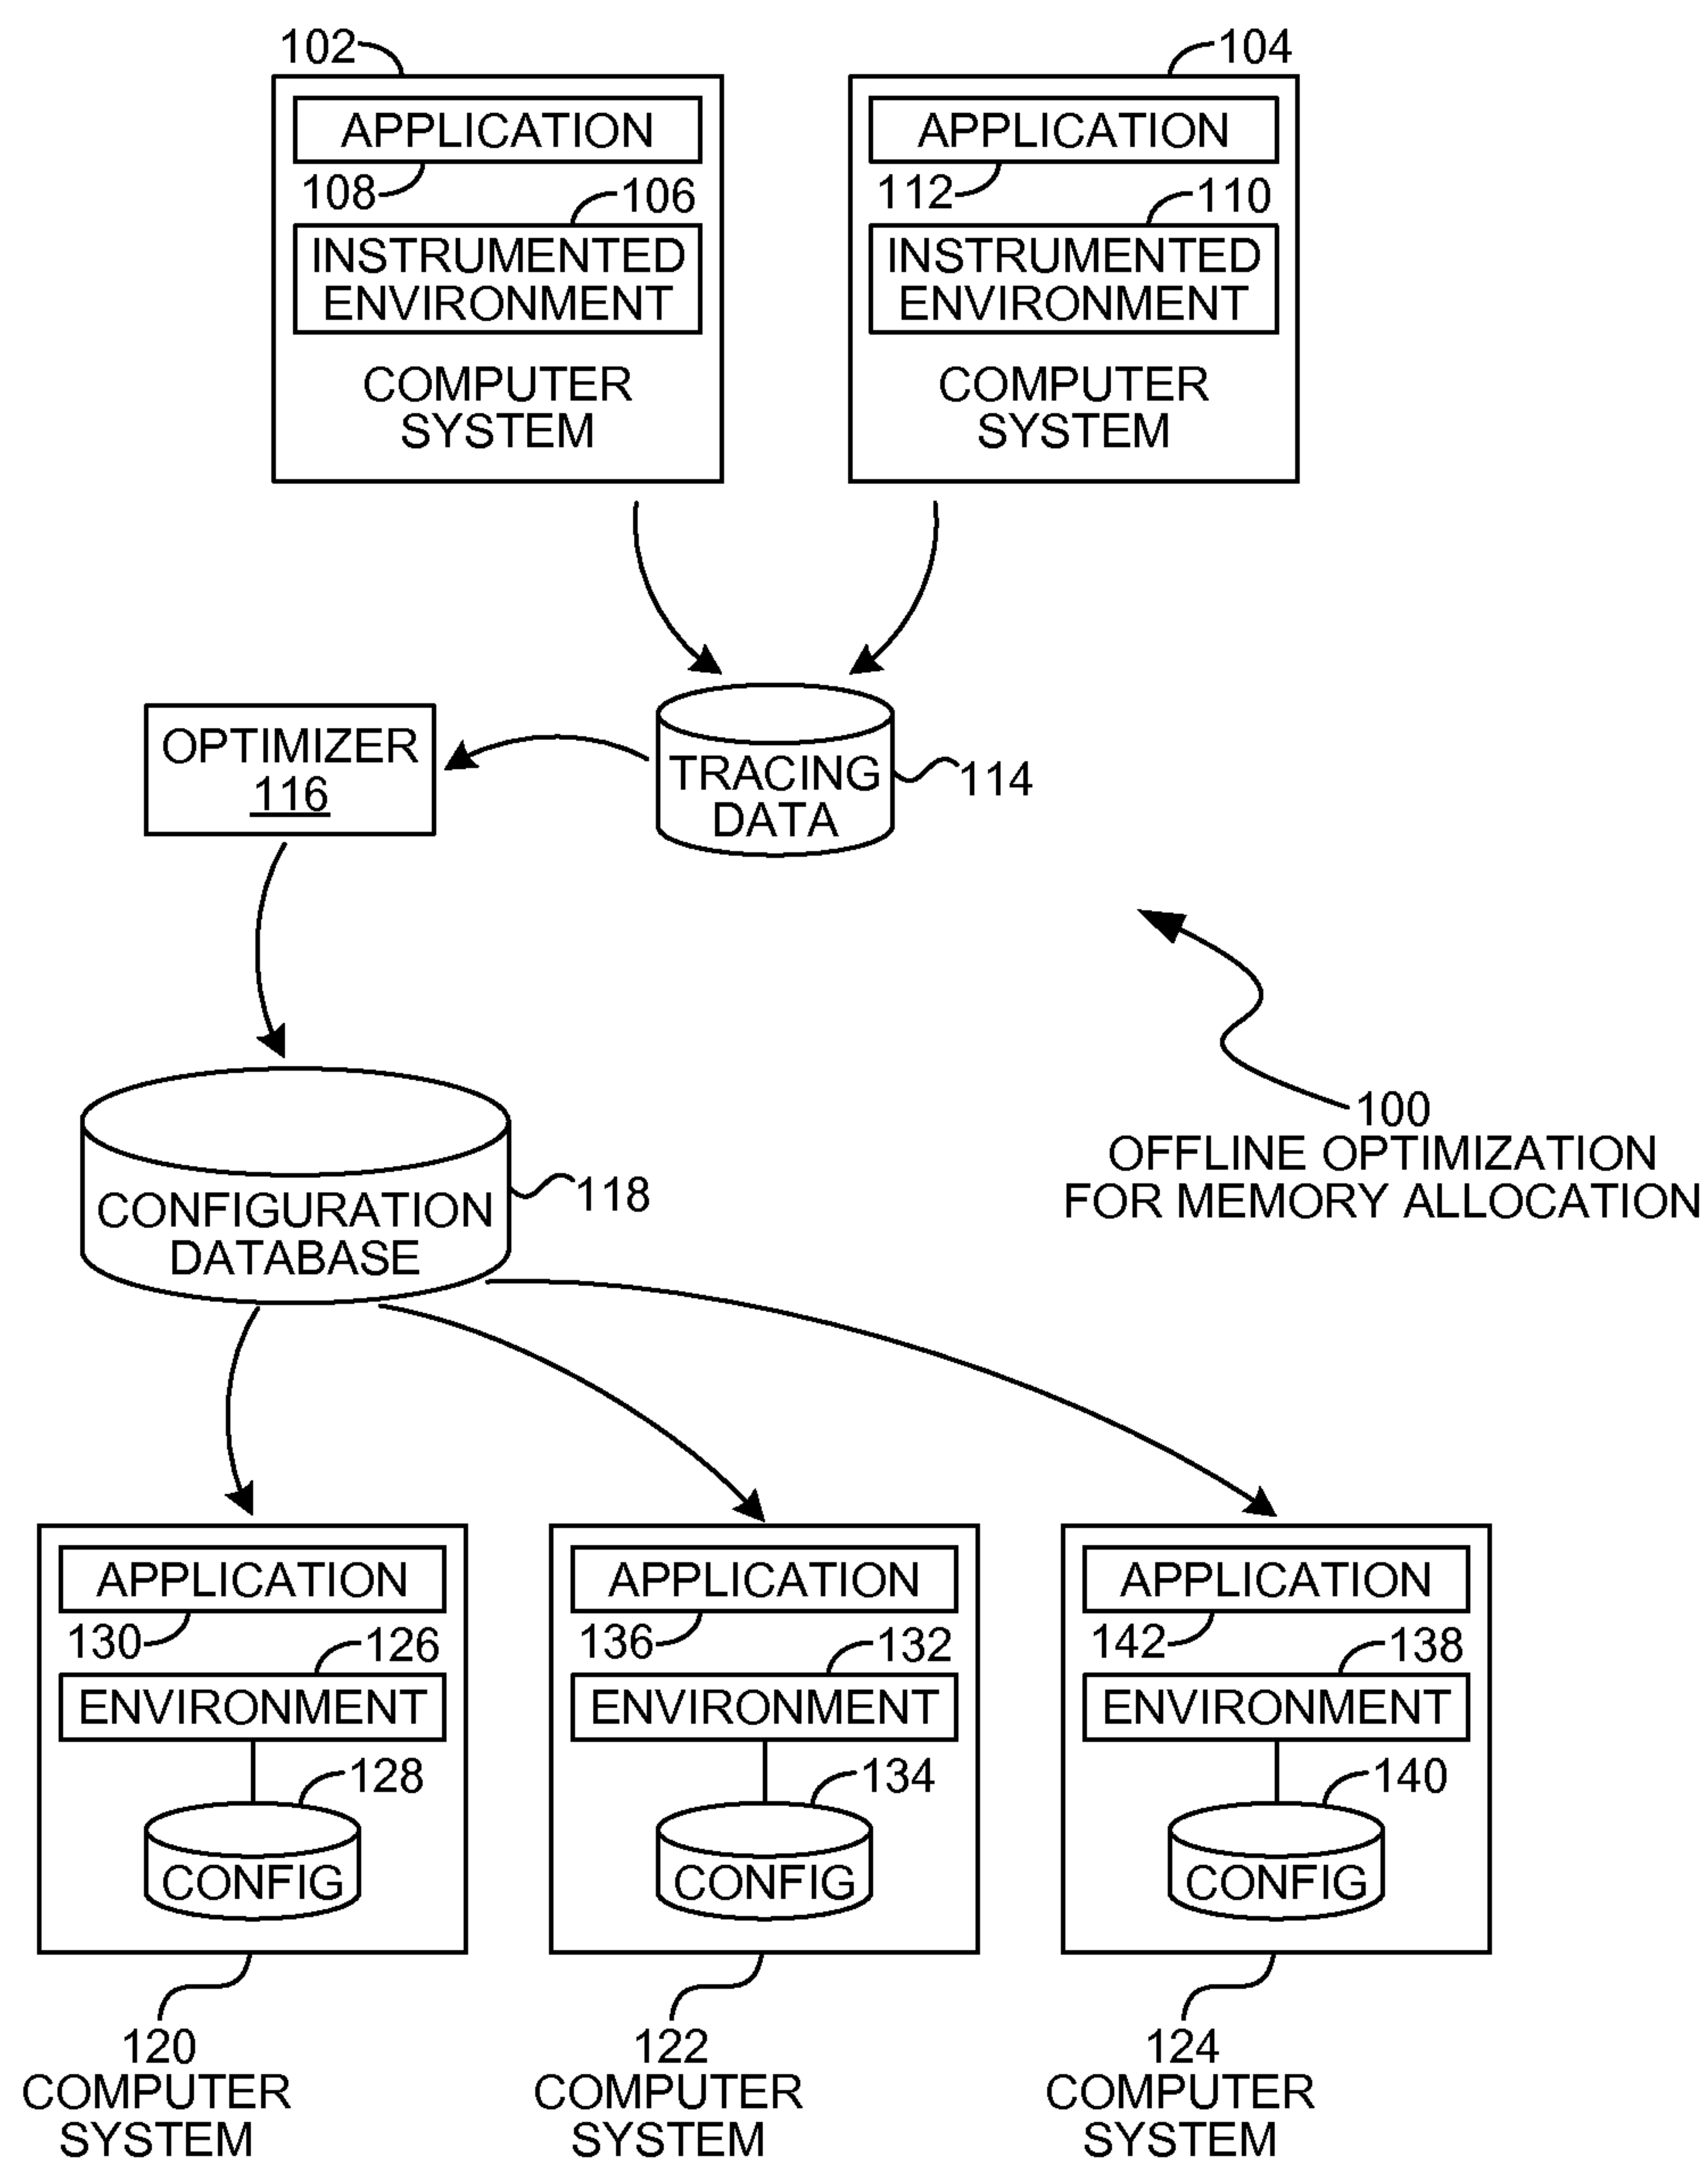 102
104
APPLICATION
APPLICATION
108
106
112
110
INSTRUMENTED
ENVIRONMENT
INSTRUMENTED
ENVIRONMENT
COMPUTER
SYSTEM
COMPUTER
SYSTEM
OPTIMIZER
116
TRACING
DATA
114
100
OFFLINE OPTIMIZATION
FOR MEMORY ALLOCATION
CONFIGURATION
DATABASE
118
APPLICATION
130
126
ENVIRONMENT
128
CONFIG
120
COMPUTER
SYSTEM
APPLICATION
136
132
ENVIRONMENT
134
CONFIG
122
COMPUTER
SYSTEM
APPLICATION
142
138
ENVIRONMENT
140
CONFIG
124
COMPUTER
SYSTEM